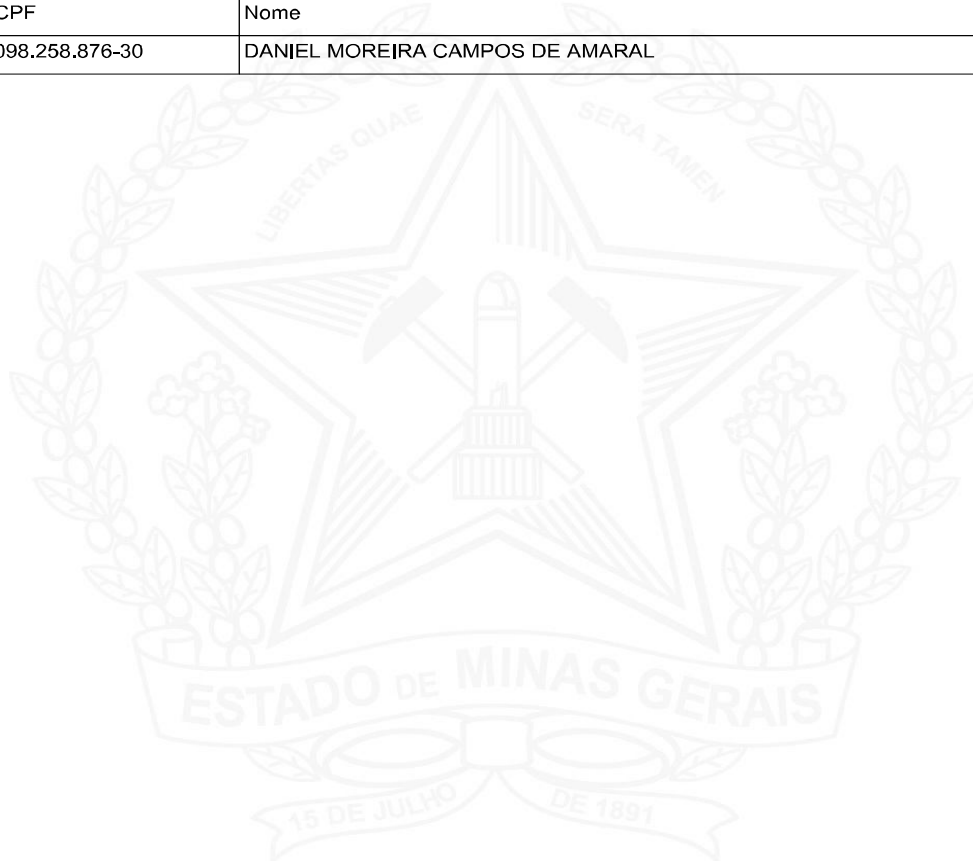 CPF Nome
098.258.876-30 DANIEL MOREIRA CAMPOS DE AMARAL
LIBERTAS QUAE SERA TAMEN
ESTADO DE MINAS GERAIS
15 DE JULHO DE 1891